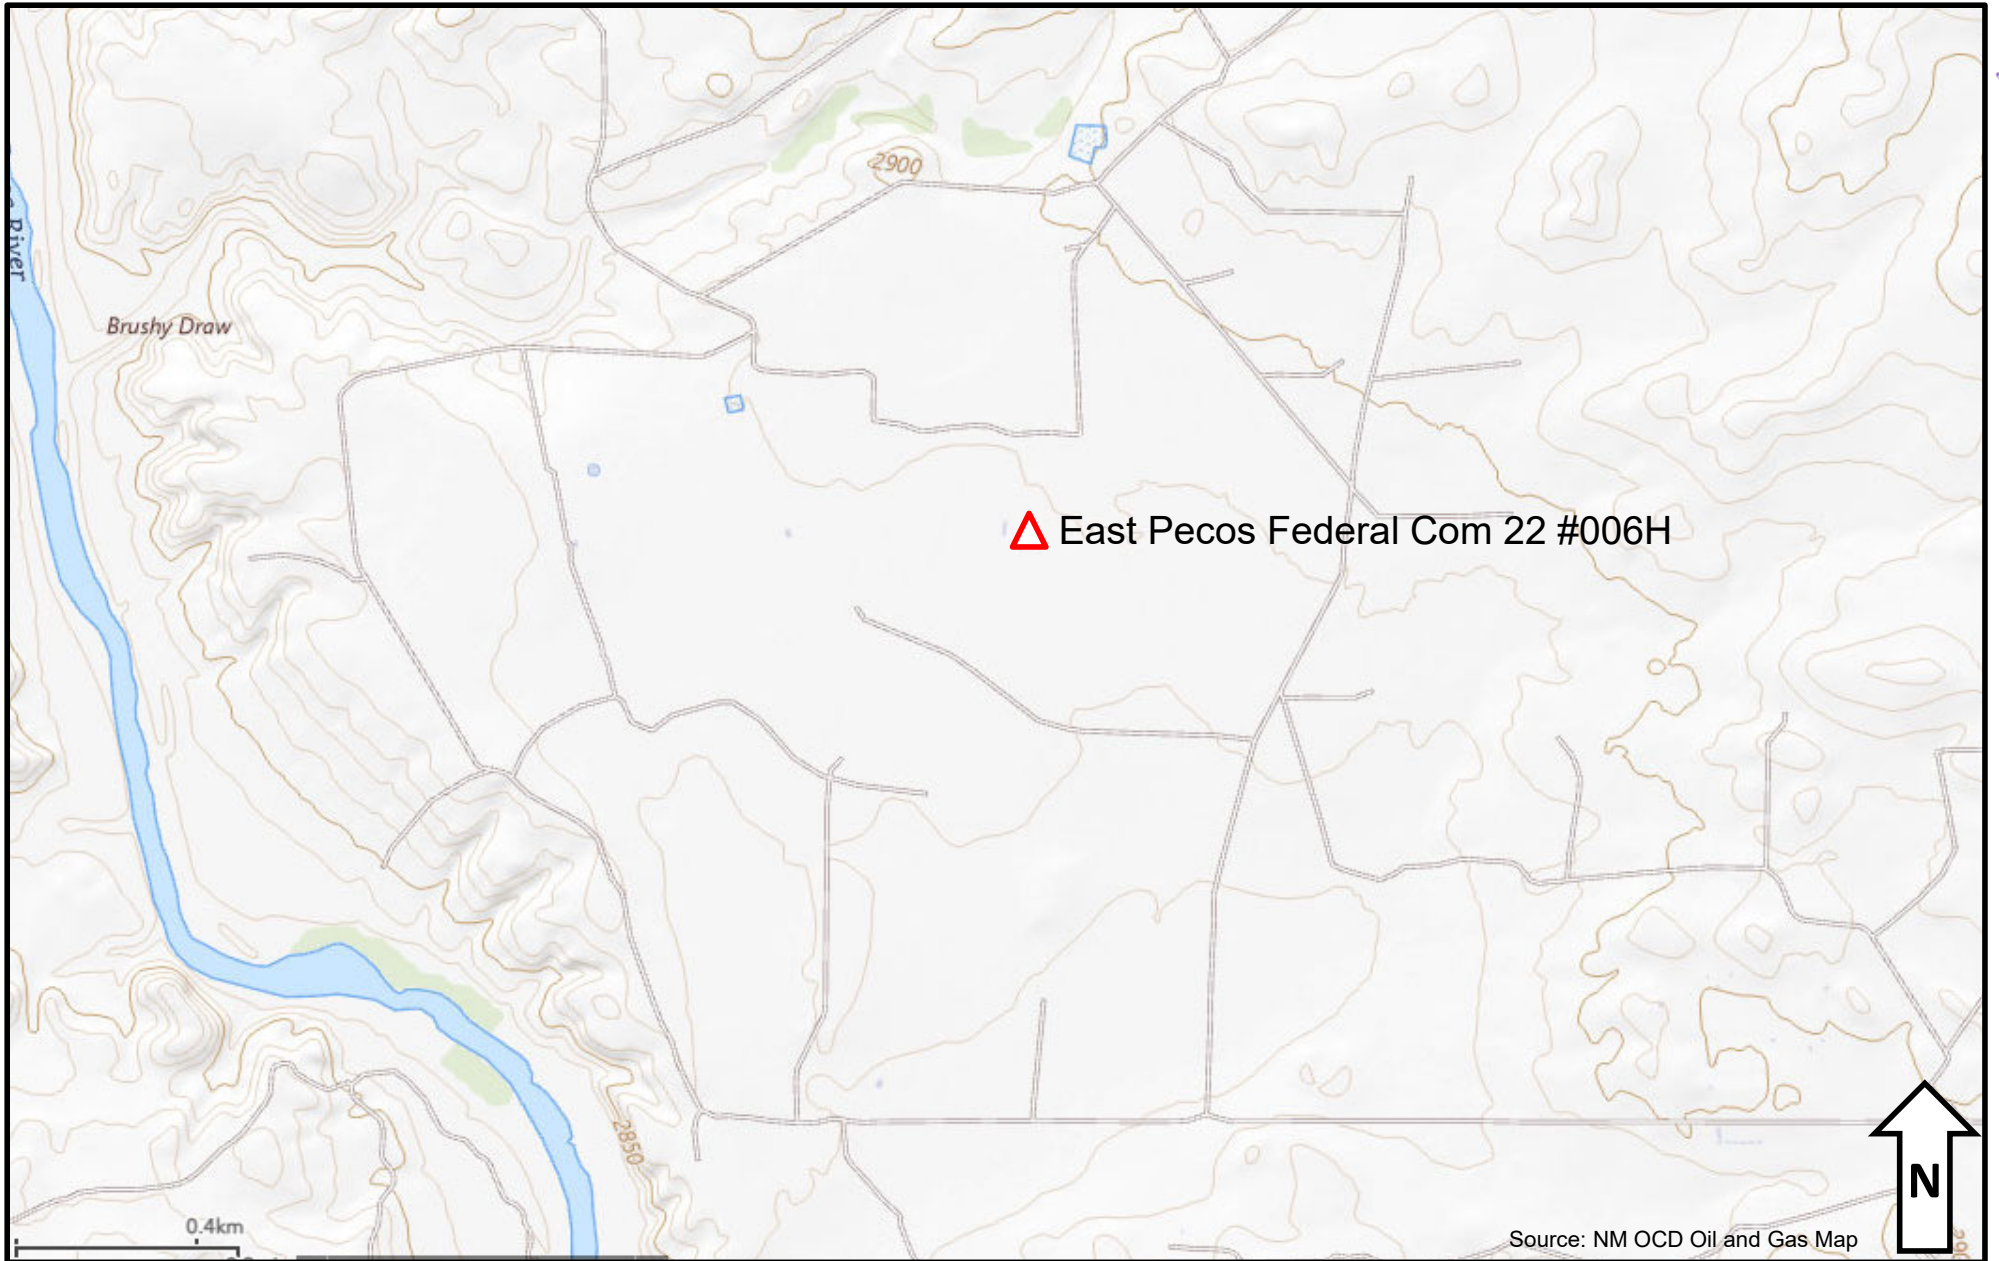 2900
River
Brushy Draw
East Pecos Federal Com 22 #006H
2850
0.4km
N
Source: NM OCD Oil and Gas Map